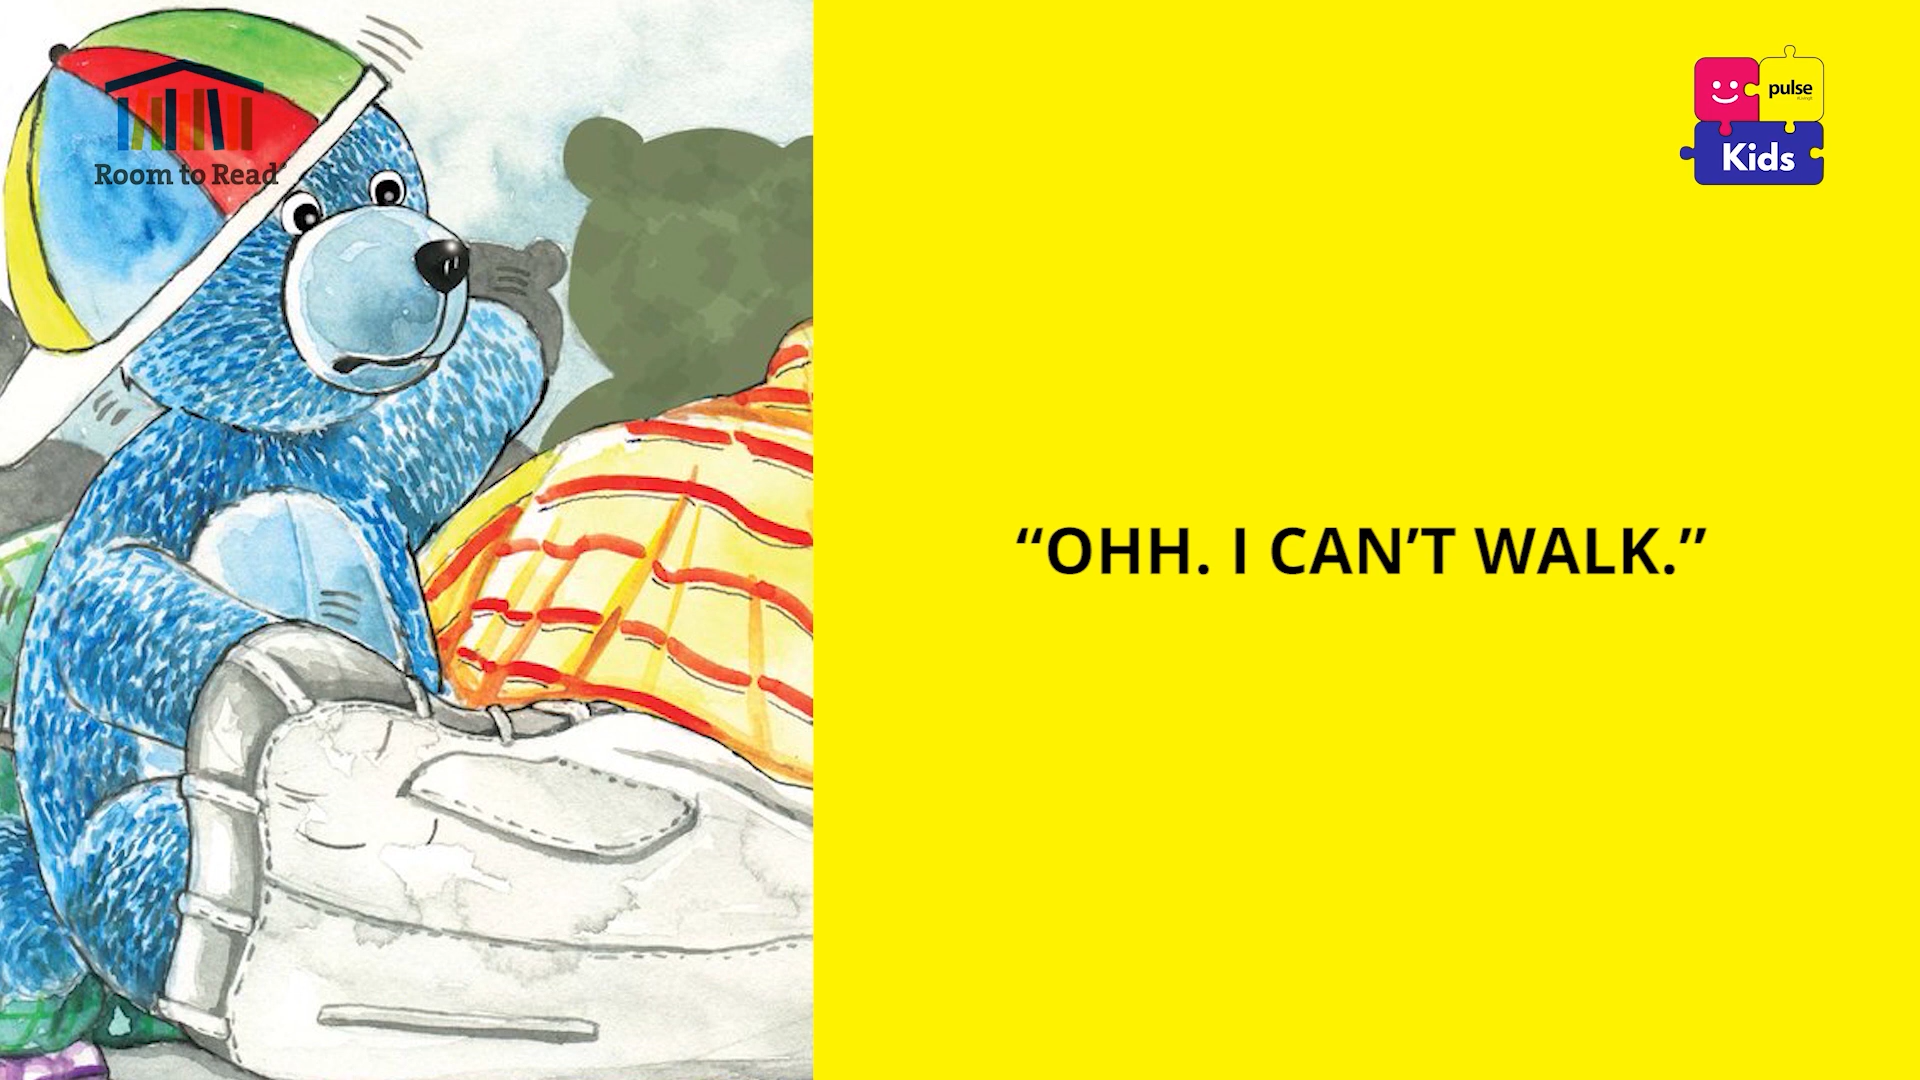 Room to Read
pulse
Kids
“OHH. I CAN’T WALK.”